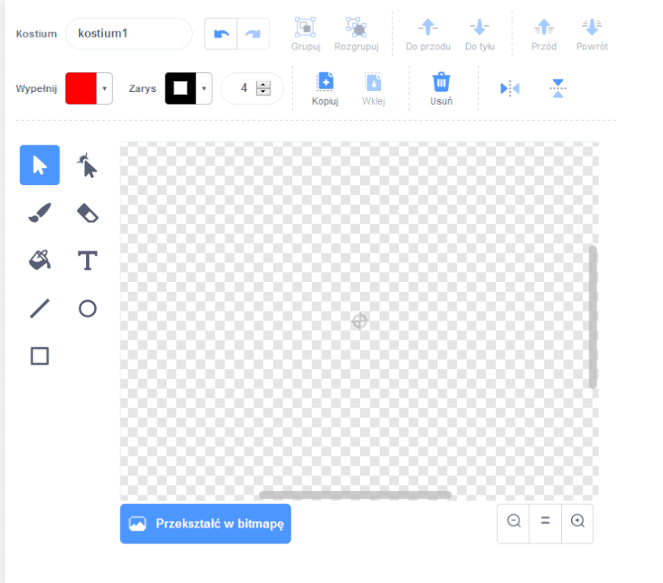 Kostium kostium1
Grupuj Rozgrupuj Do przodu Do tyłu Przód Powrót
Wypełnij Zarys 4
Kopiuj Wklej Usuń
T
Przekształć w bitmapę